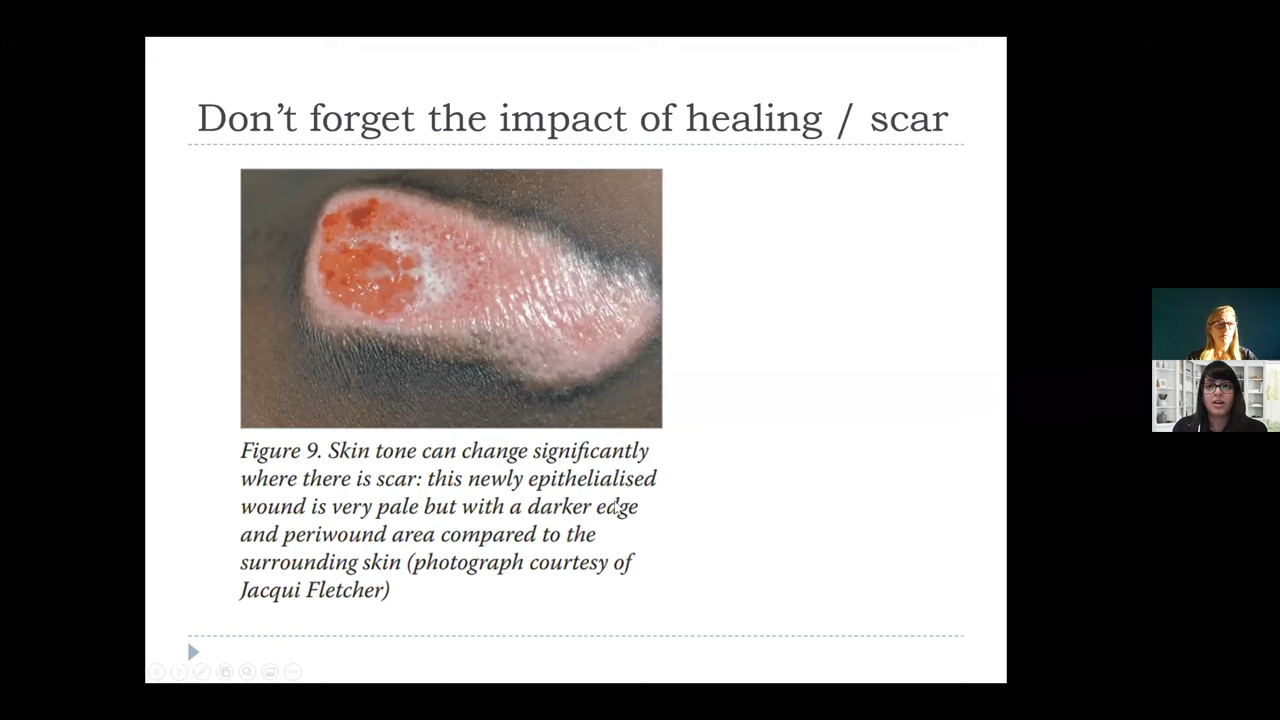 Don't forget the impact of healing / scar
Figure 9. Skin tone can change significantly
where there is scar: this newly epithelialised
wound is very pale but with a darker edge
and periwound area compared to the
surrounding skin (photograph courtesy of
Jacqui Fletcher)